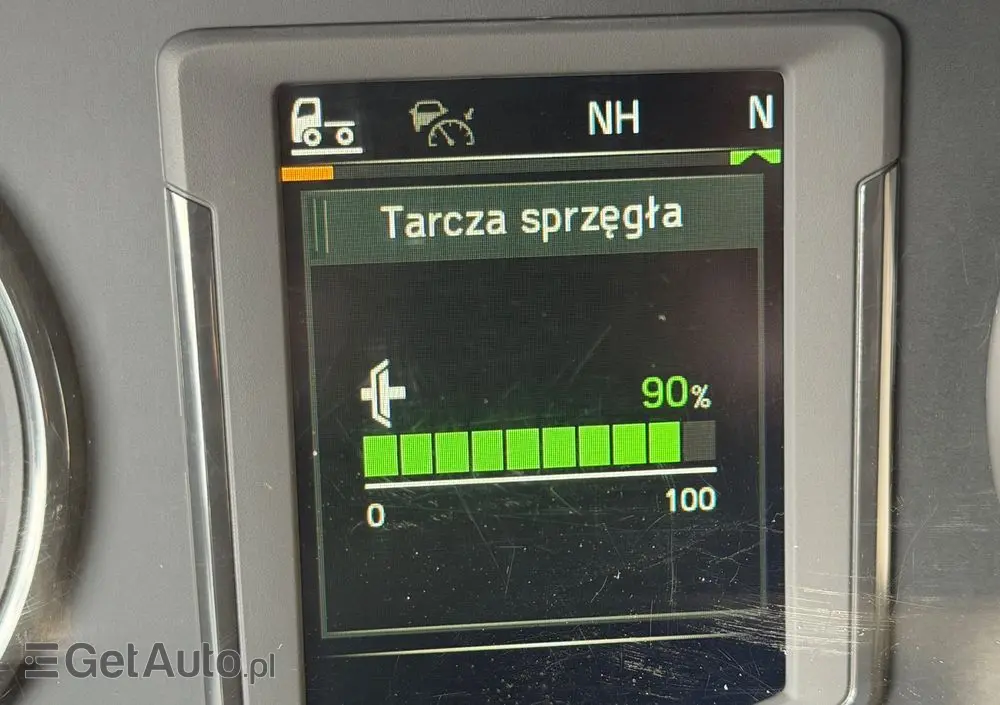 NH N
Tarcza sprzęgła
90%
0 100
GetAuto.pl